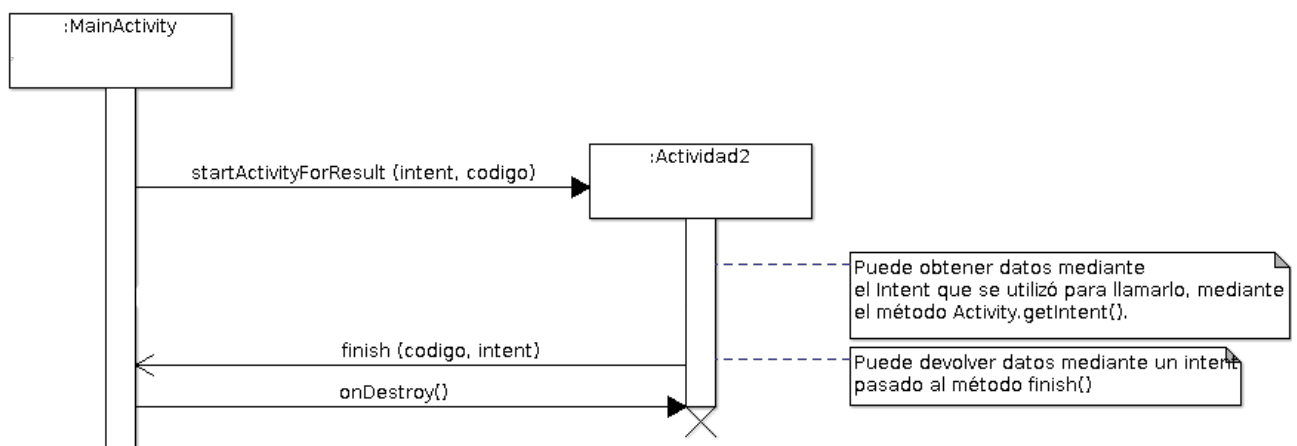 :MainActivity
:Actividad2
startActivityForResult (intent, codigo)
Puede obtener datos mediante
el Intent que se utilizó para llamarlo, mediante
el método Activity.getIntent().
finish (codigo, intent)
Puede devolver datos mediante un intent
pasado al método finish()
onDestroy()